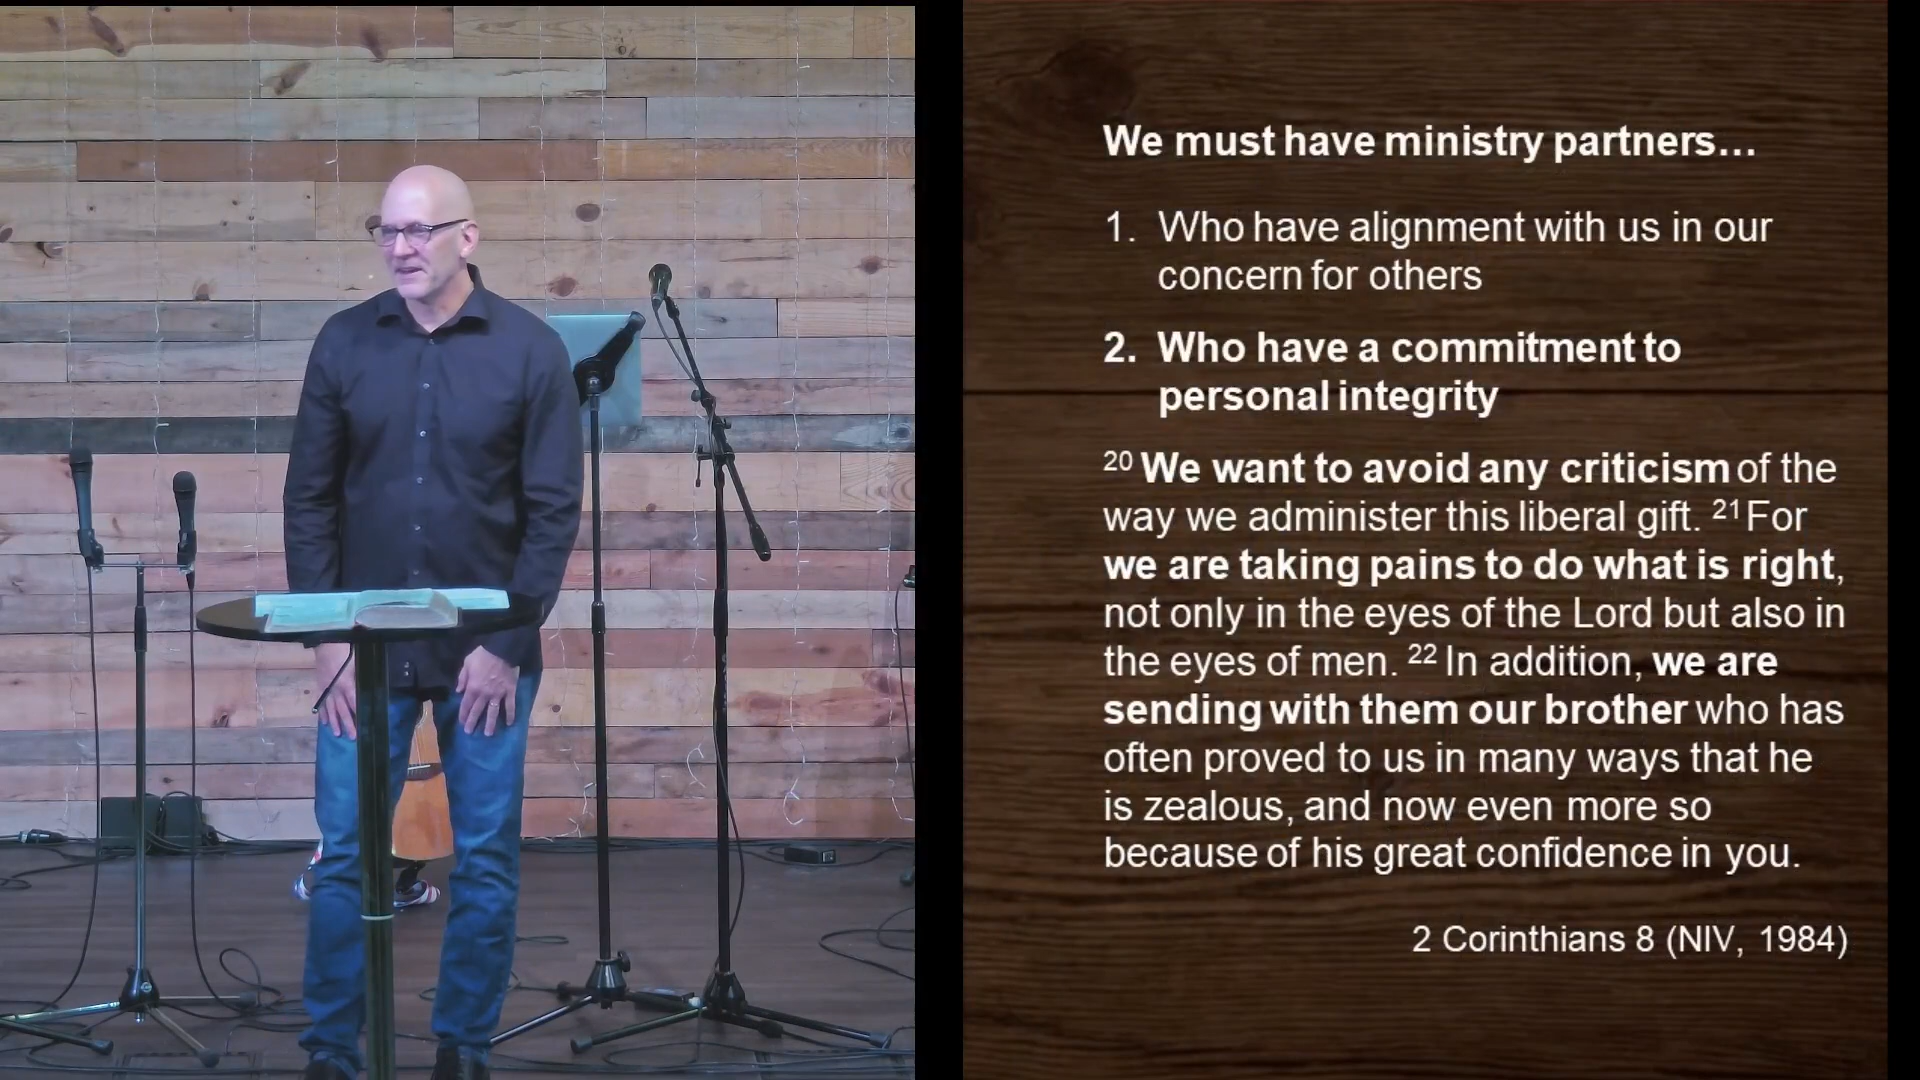 We must have ministry partners…
1. Who have alignment with us in our
concern for others
2. Who have a commitment to
personal integrity
20 We want to avoid any criticism of the
way we administer this liberal gift. 21 For
we are taking pains to do what is right,
not only in the eyes of the Lord but also in
the eyes of men. 22 In addition, we are
sending with them our brother who has
often proved to us in many ways that he
is zealous, and now even more so
because of his great confidence in you.
2 Corinthians 8 (NIV, 1984)